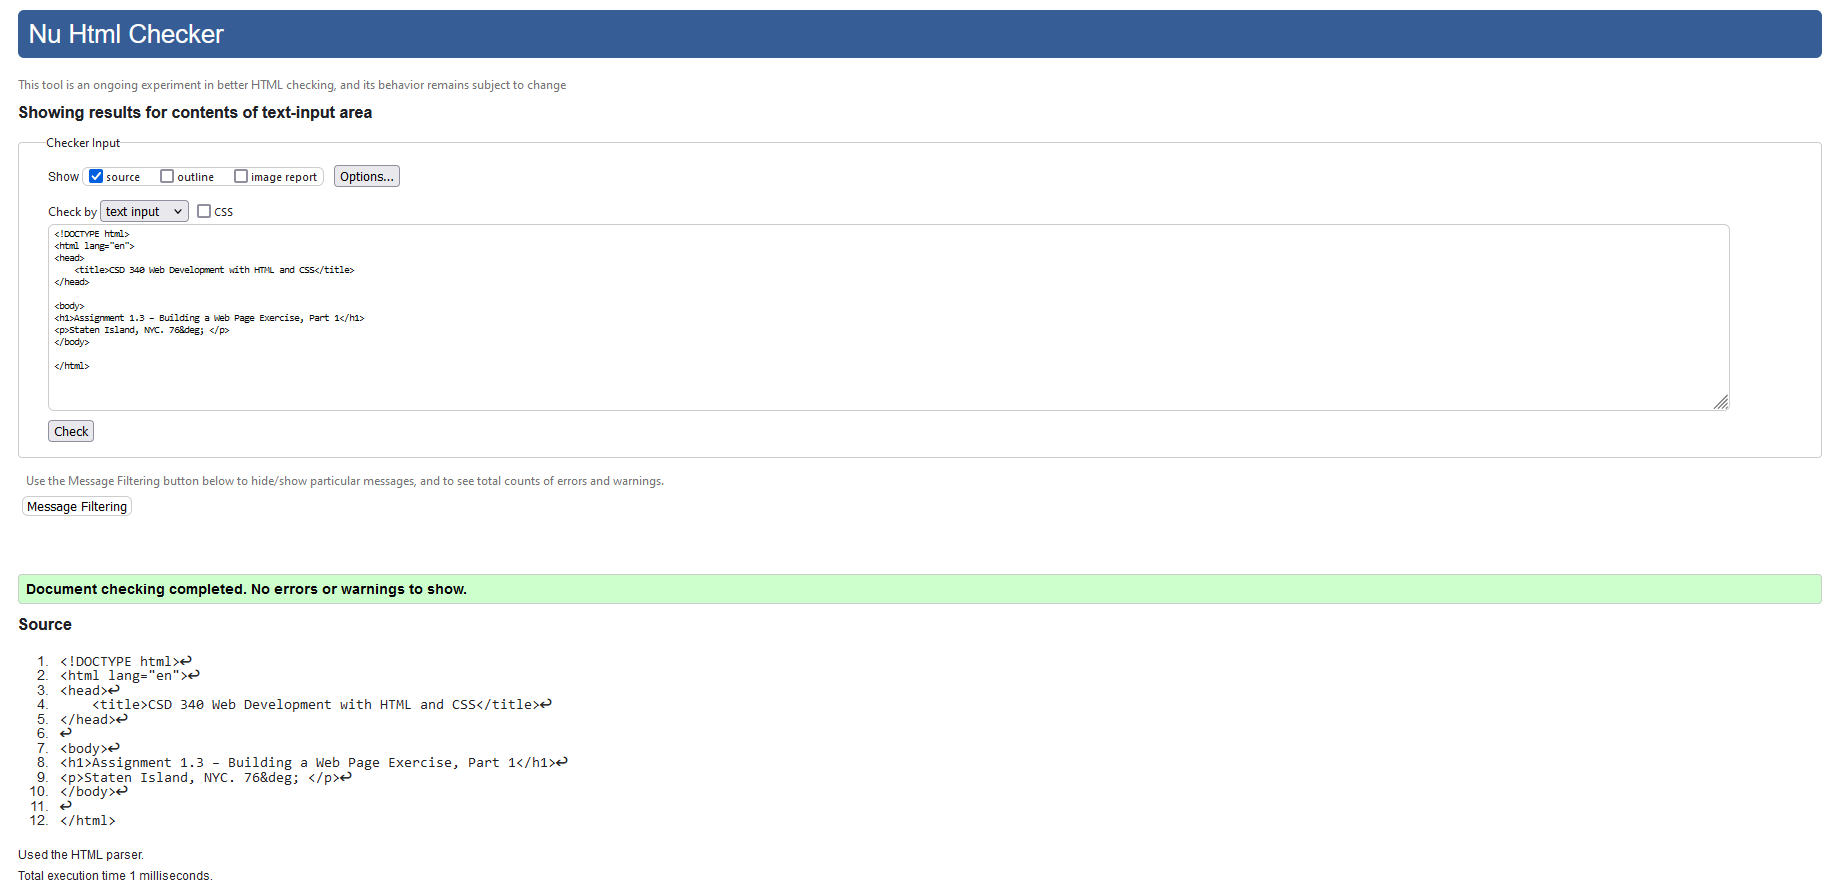 Nu Html Checker
This tool is an ongoing experiment in better HTML checking, and its behavior remains subject to change
Showing results for contents of text-input area
Checker Input
Show source outline image report Options...
Check by text input CSS
<!DOCTYPE html>
<html lang="en">
<head>
    <title>CSD 340 Web Development with HTML and CSS</title>
</head>

<body>
<h1>Assignment 1.3 – Building a Web Page Exercise, Part 1</h1>
<p>Staten Island, NYC. 76&deg; </p>
</body>

</html>
Check
Use the Message Filtering button below to hide/show particular messages, and to see total counts of errors and warnings.
Message Filtering
Document checking completed. No errors or warnings to show.
Source
1. <!DOCTYPE html>↩
2. <html lang="en">↩
3. <head>↩
4.     <title>CSD 340 Web Development with HTML and CSS</title>↩
5. </head>↩
6. ↩
7. <body>↩
8. <h1>Assignment 1.3 – Building a Web Page Exercise, Part 1</h1>↩
9. <p>Staten Island, NYC. 76&deg; </p>↩
10. </body>↩
11. ↩
12. </html>
Used the HTML parser.
Total execution time 1 milliseconds.